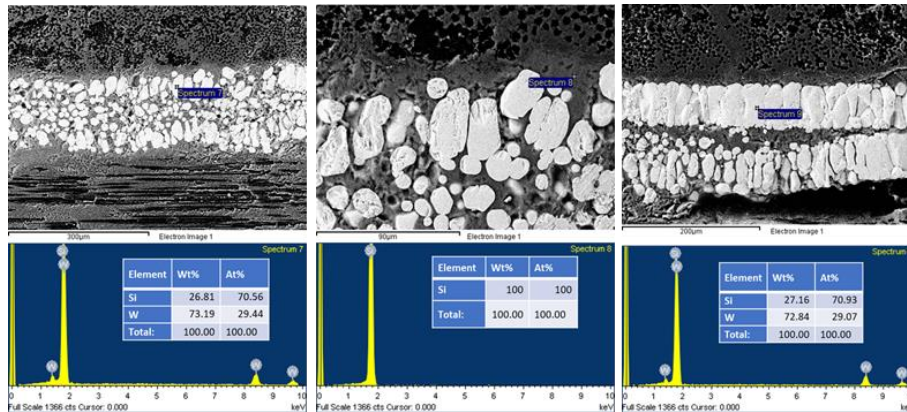 Spectrum 7
300µm
Electron Image 1
Spectrum 8
90µm
Electron Image 1
Spectrum 9
200µm
Electron Image 1
Spectrum 7
Si
W
W
W
W
Element Wt% At%
Si 26.81 70.56
W 73.19 29.44
Total: 100.00 100.00
0 1 2 3 4 5 6 7 8 9 10
Full Scale 1366 cts Cursor: 0.000
keV
Spectrum 8
Si
Element Wt% At%
Si 100 100
Total: 100.00 100.00
0 1 2 3 4 5 6 7 8 9 10
Full Scale 1366 cts Cursor: 0.000
keV
Spectrum
Si
W
W
W
W
Element Wt% At%
Si 27.16 70.93
W 72.84 29.07
Total: 100.00 100.00
0 1 2 3 4 5 6 7 8 9 10
Full Scale 1366 cts Cursor: 0.000
keV